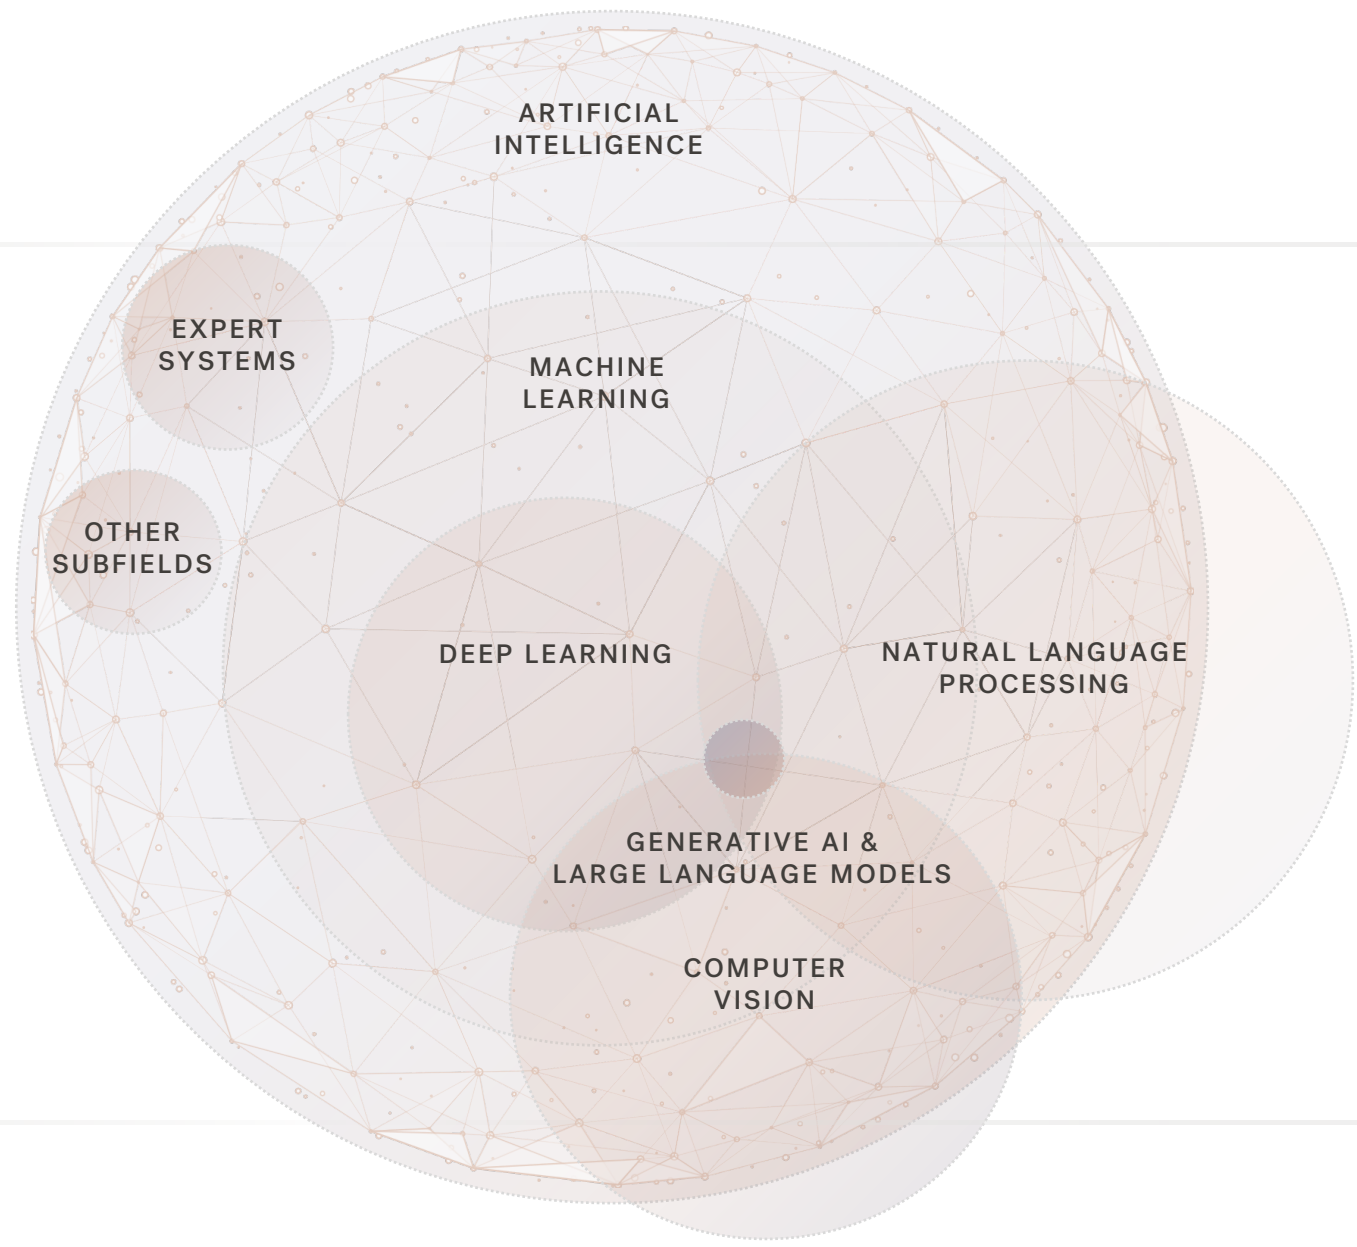 ARTIFICIAL
INTELLIGENCE
EXPERT
SYSTEMS
MACHINE
LEARNING
OTHER
SUBFIELDS
DEEP LEARNING
NATURAL LANGUAGE
PROCESSING
GENERATIVE AI &
LARGE LANGUAGE MODELS
COMPUTER
VISION